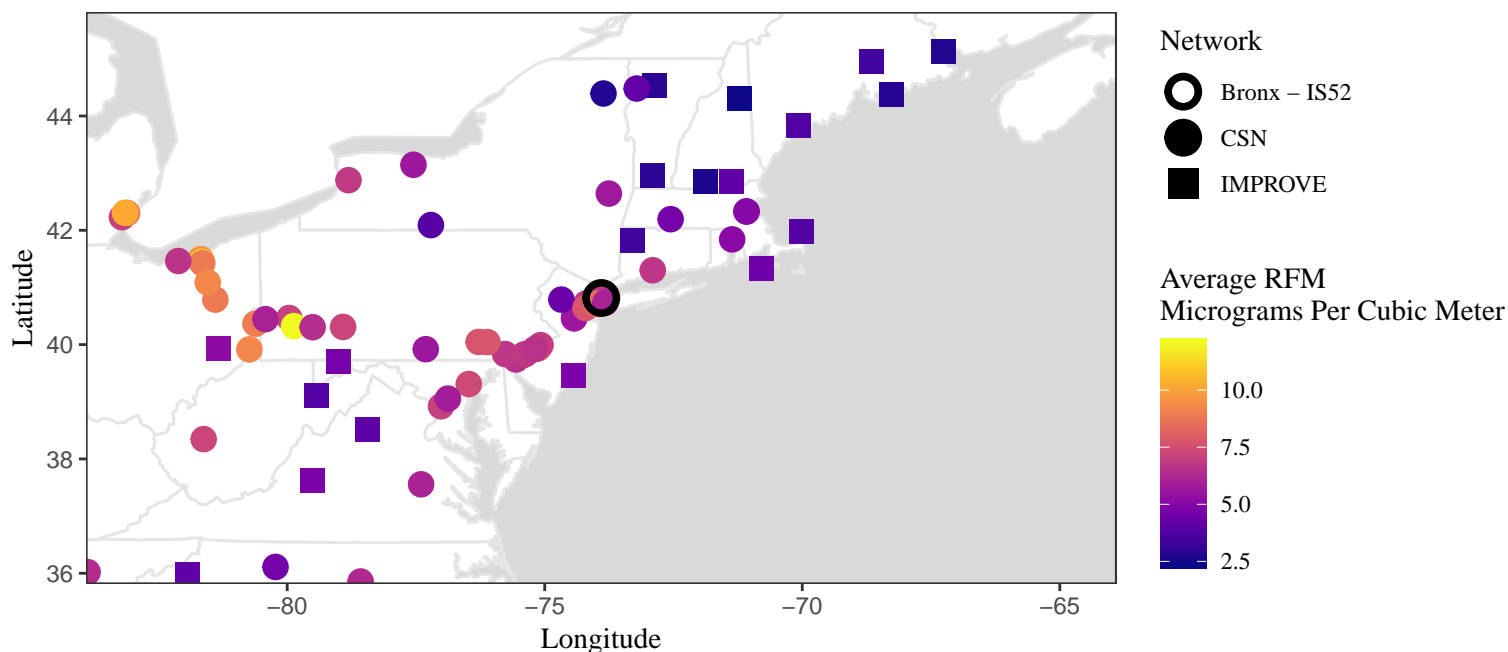 44
42
40
38
36
Latitude
−80
−75
−70
−65
Longitude
Network
Bronx − IS52
CSN
IMPROVE
Average RFM
Micrograms Per Cubic Meter
10.0
7.5
5.0
2.5